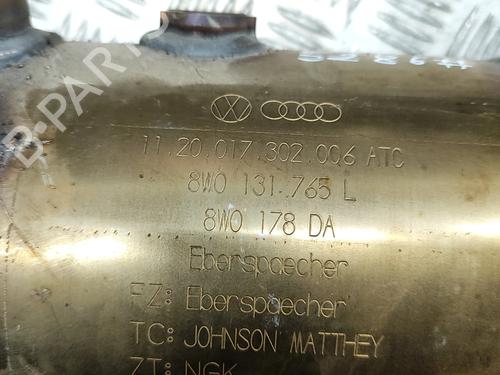 11.20.017.302.006 ATC
8W0 131.765 L
8W0 178 DA
Eberspaecher
FZ: Eberspaecher
TC: JOHNSON MATTHEY
ZT: NGK
B-PARTS